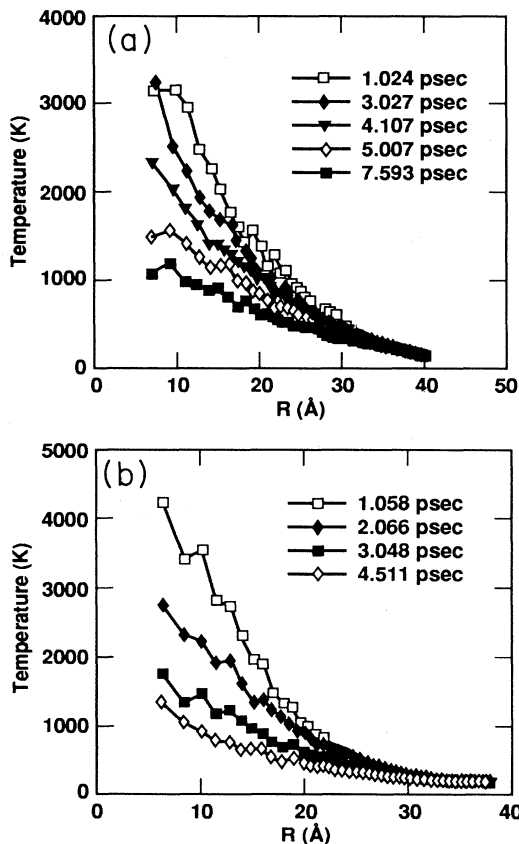 (a)
4000
3000
2000
1000
0
Temperature (K)
1.024 psec
3.027 psec
4.107 psec
5.007 psec
7.593 psec
0 10 20 30 40 50
R (Å)
(b)
5000
4000
3000
2000
1000
0
Temperature (K)
1.058 psec
2.066 psec
3.048 psec
4.511 psec
0 10 20 30 40
R (Å)